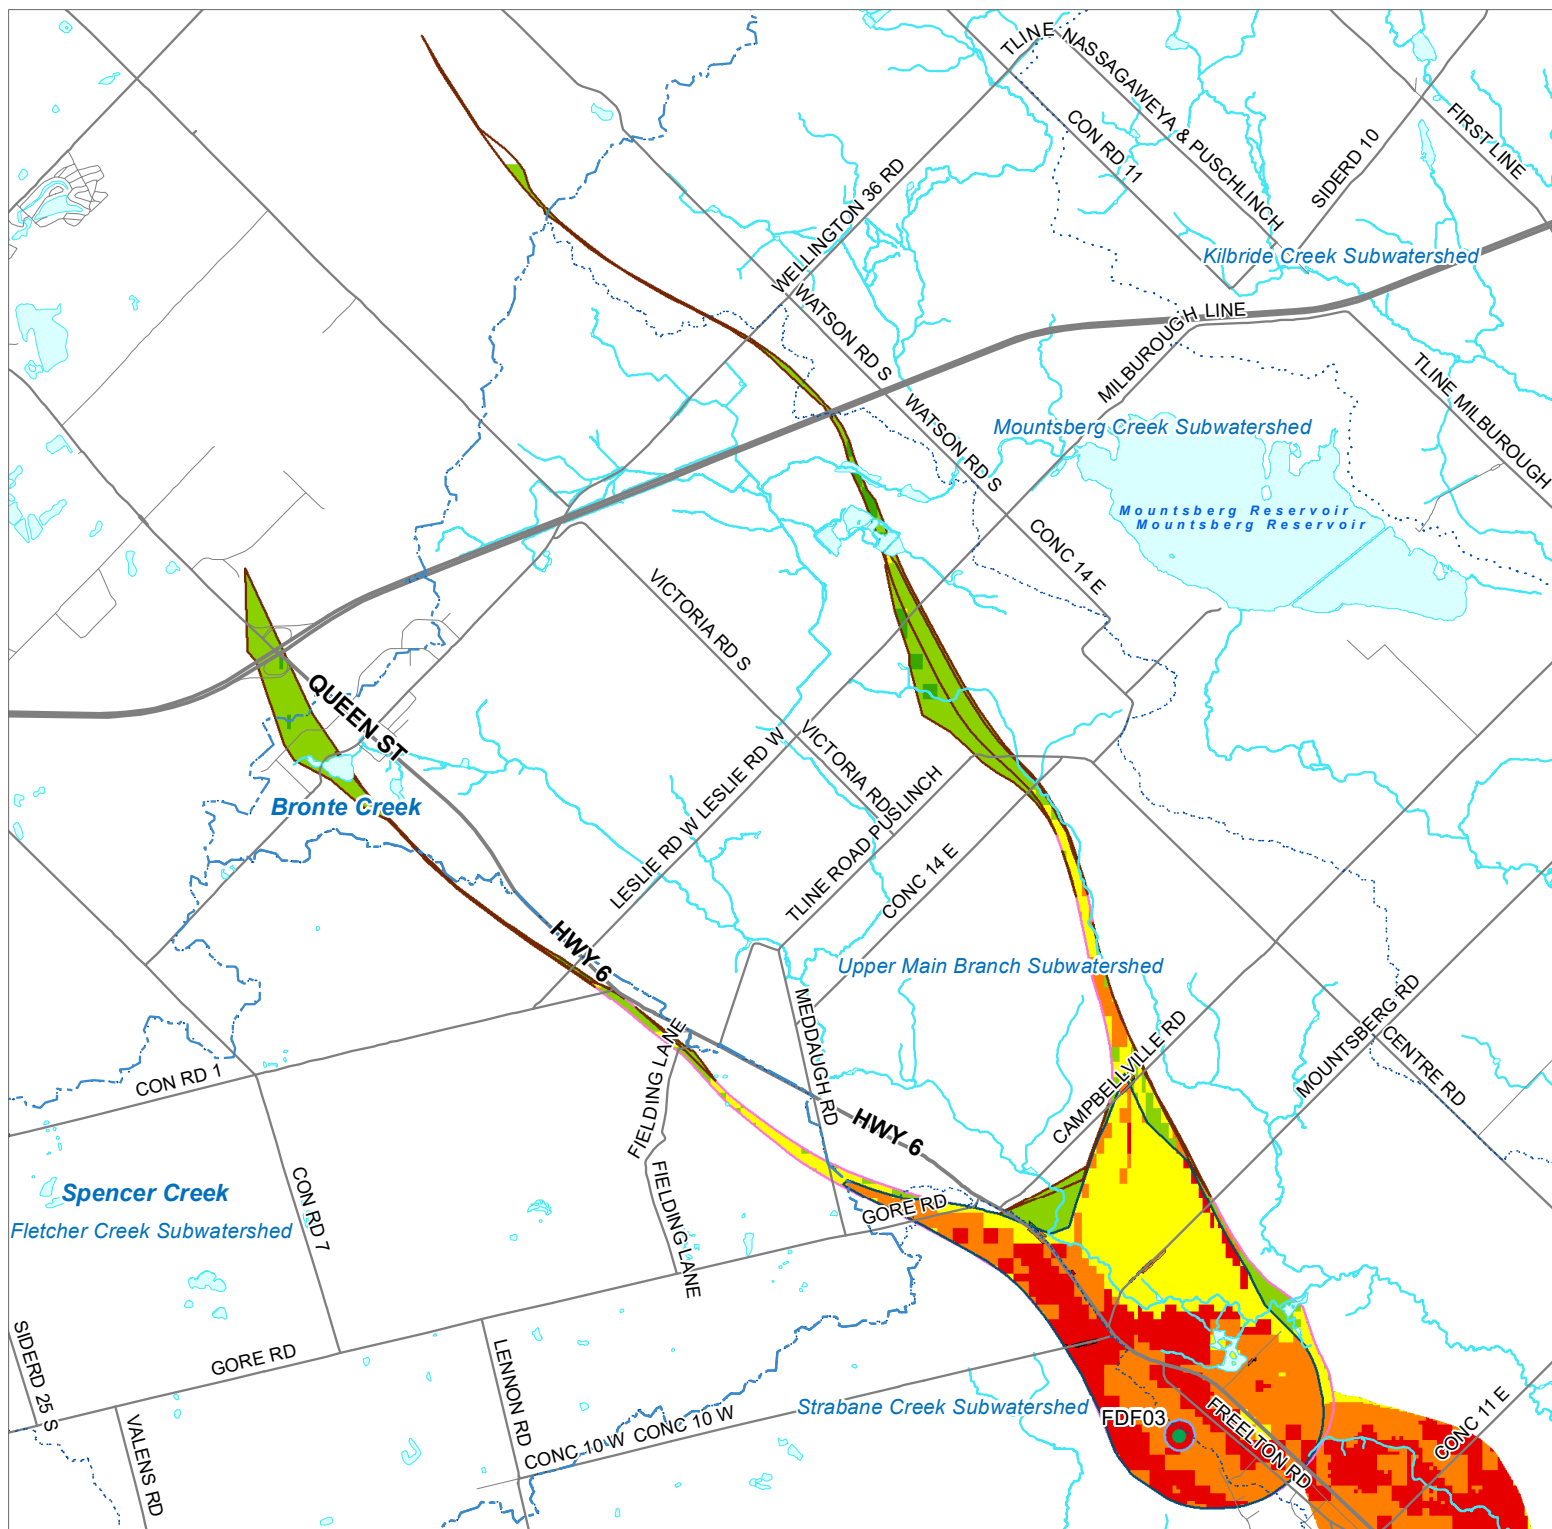 TLINE NASSAGAWEYA & PUSCHLINCH
CON RD 11
FIRST LINE
SIDERD 10
WELLINGTON 36 RD
Kilbride Creek Subwatershed
WATSON RD S
MILBUROUGH LINE
TLINE MILBUROUGH
WATSON RD S
Mountsberg Creek Subwatershed
Mountsberg Reservoir
Mountsberg Reservoir
CONC 14 E
VICTORIA RD S
QUEEN ST
VICTORIA RD S
LESLIE RD W LESLIE RD W
TLINE ROAD PUSLINCH
Bronte Creek
CONC 14 E
HWY 6
Upper Main Branch Subwatershed
MEDDAUGH RD
MOUNTSBERG RD
CENTRE RD
CAMPBELLVILLE RD
CON RD 1
FIELDING LANE
HWY 6
Spencer Creek
Fletcher Creek Subwatershed
CON RD 7
FIELDING LANE
GORE RD
SIDERD 25 S
GORE RD
LENNON RD
VALENS RD
CONC 10 W CONC 10 W
Strabane Creek Subwatershed
FDF03
FREELTON RD
CONC 11 E